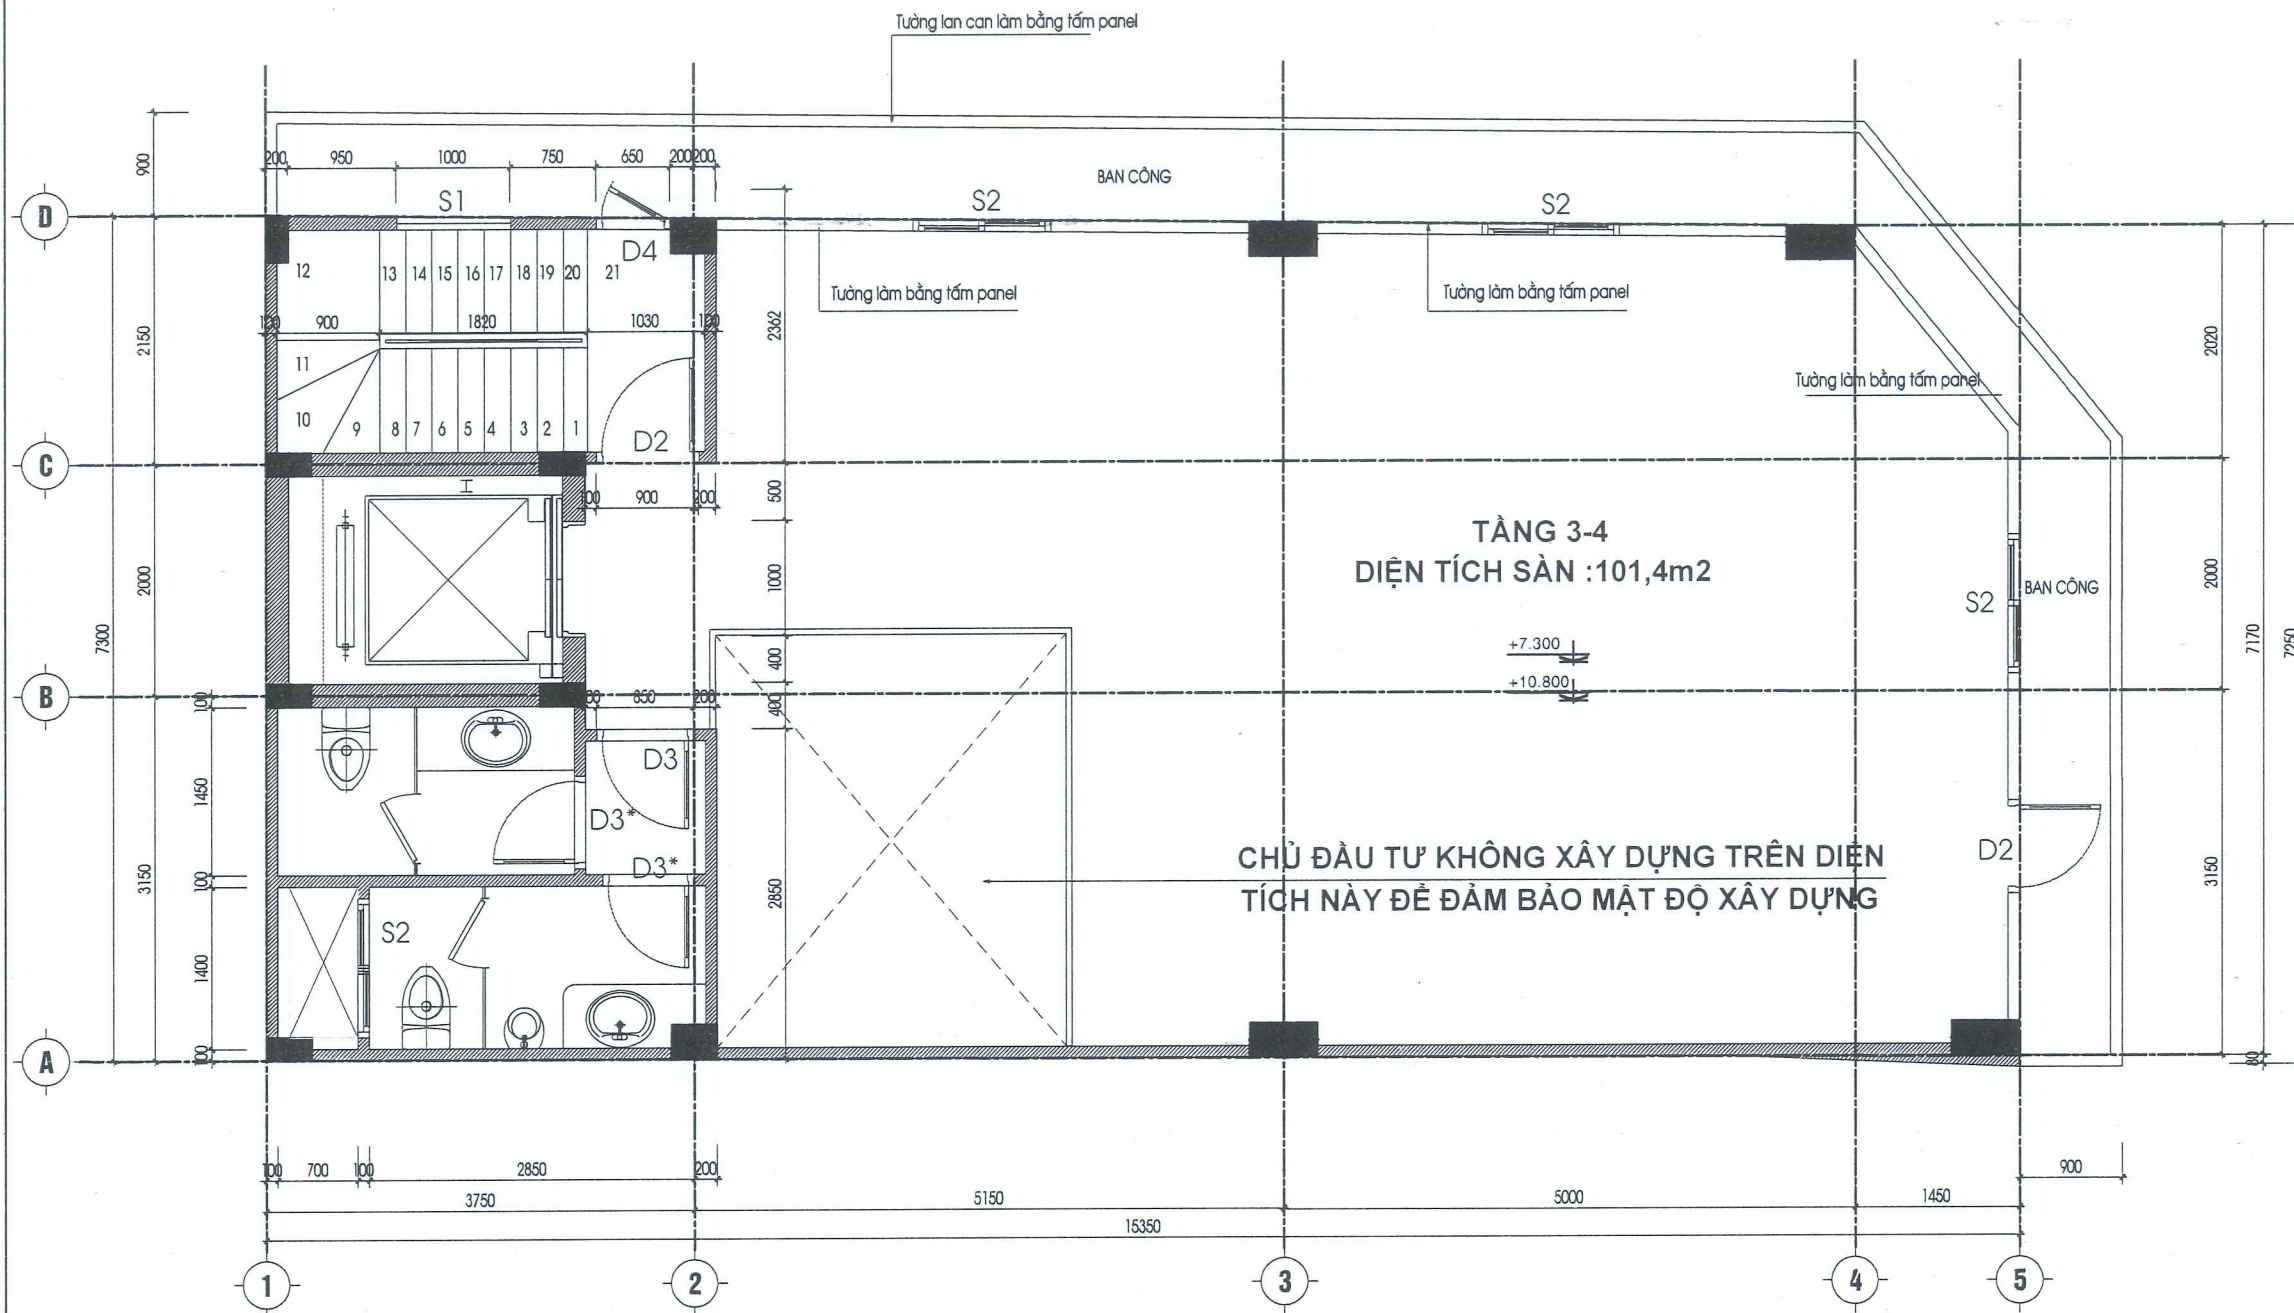 Tường lan can làm bằng tấm panel
900
200 950 1000 750 650 200 200
BAN CÔNG
D
S1
S2
S2
D4
12 13 14 15 16 17 18 19 20 21
Tường làm bằng tấm panel
Tường làm bằng tấm panel
100 900 1820 1030 100
2362
2150
2020
11
Tường làm bằng tấm panel
10 9 8 7 6 5 4 3 2 1
D2
C
100 900 200
500
TẦNG 3-4
DIỆN TÍCH SÀN :101,4m2
2000
1000
2000
S2
BAN CÔNG
7300
7170
7250
+7.300
400
+10.800
B
100
850 200
400
D3
1450
D3*
D3*
CHỦ ĐẦU TƯ KHÔNG XÂY DỰNG TRÊN DIỆN
TÍCH NÀY ĐỂ ĐẢM BẢO MẬT ĐỘ XÂY DỰNG
D2
3150
100
2850
3150
S2
1400
A
100
80
100 700 100 2850 200
900
3750 5150 5000 1450
15350
1 2 3 4 5